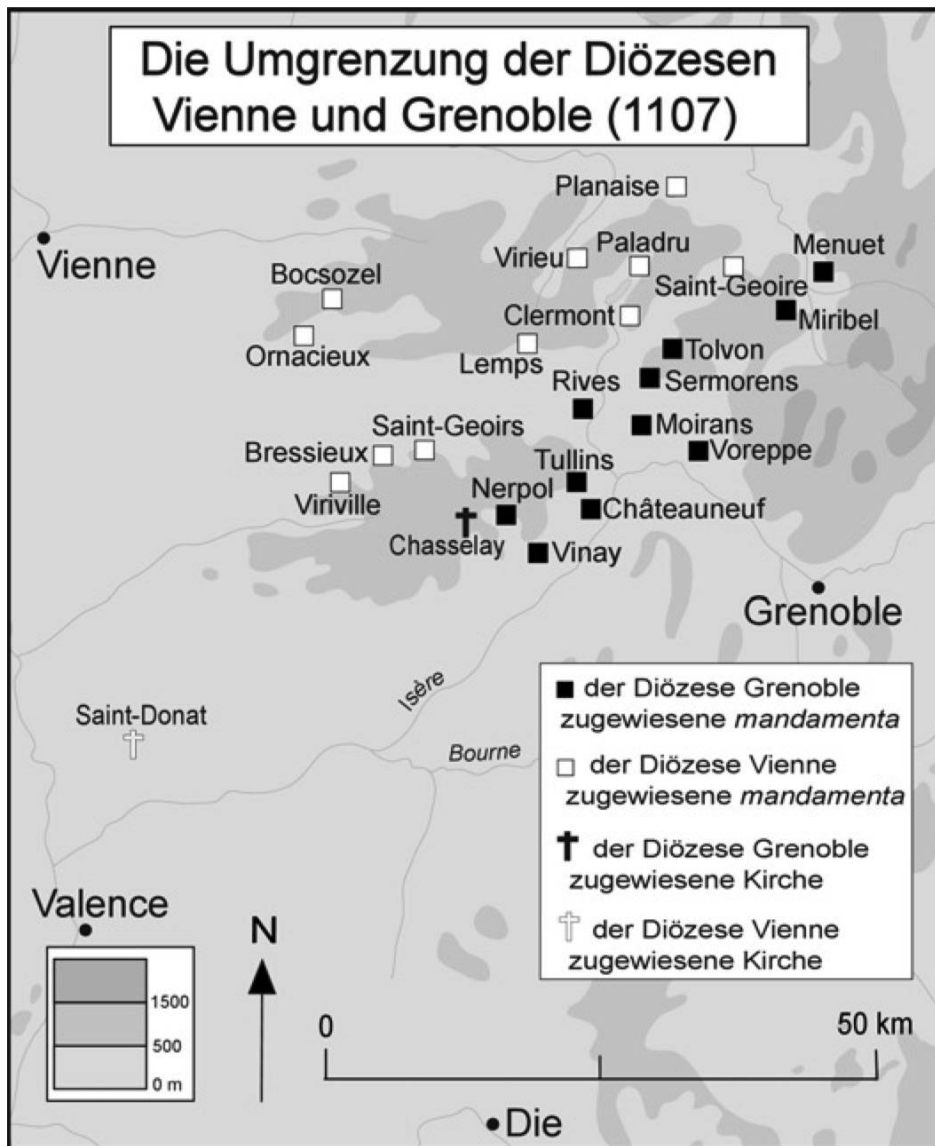 Die Umgrenzung der Diözesen
Vienne und Grenoble (1107)
Planaise
Vienne
Virieu
Paladru
Menuet
Bocsozel
Saint-Geoire
Clermont
Miribel
Ornacieux
Lemps
Tolvon
Rives
Sermorens
Saint-Geoirs
Moirans
Bressieux
Voreppe
Tullins
Viriville
Nerpol
Châteauneuf
Chasselay
Vinay
Grenoble
Isère
Saint-Donat
Bourne
der Diözese Grenoble
zugewiesene mandamenta
der Diözese Vienne
zugewiesene mandamenta
der Diözese Grenoble
zugewiesene Kirche
der Diözese Vienne
zugewiesene Kirche
Valence
N
1500
500
0 m
0
50 km
Die